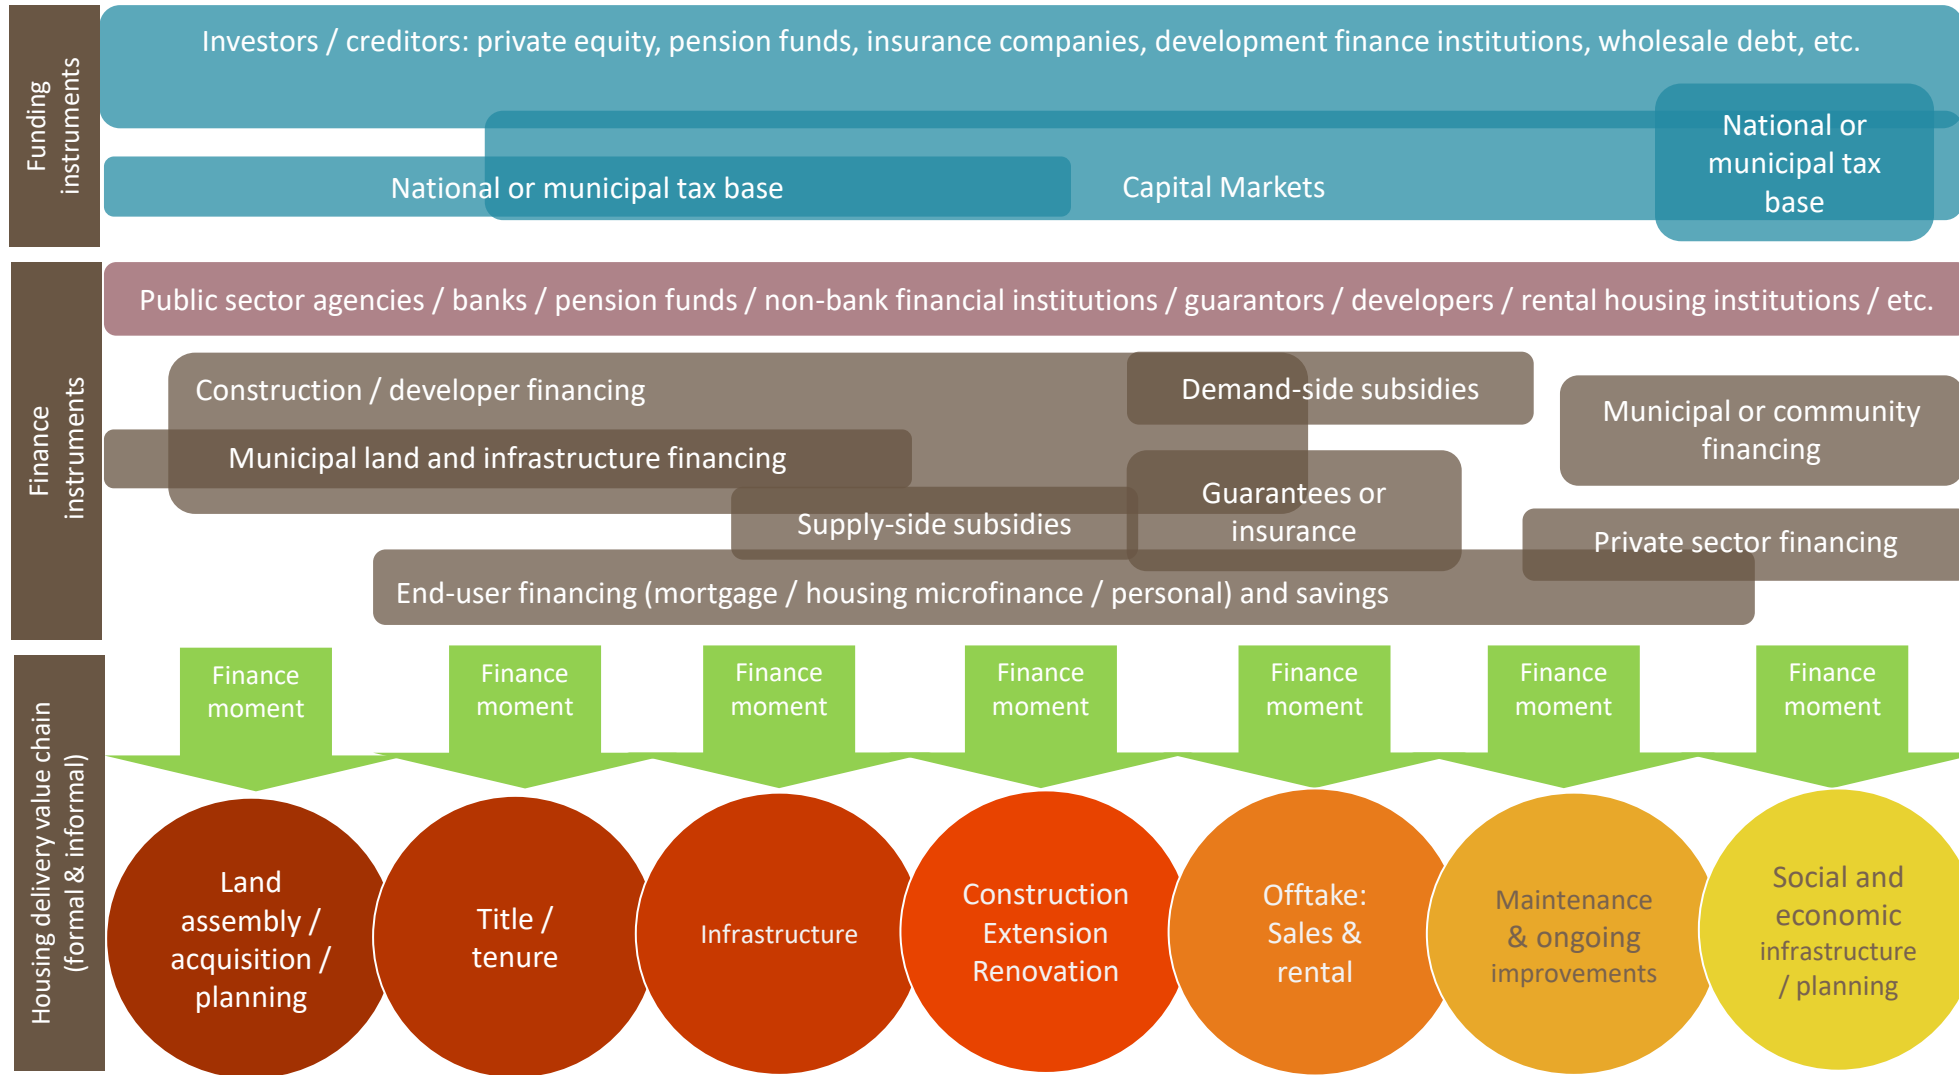 Funding
instruments
Investors / creditors: private equity, pension funds, insurance companies, development finance institutions, wholesale debt, etc.
National or municipal tax base
Capital Markets
National or
municipal tax
base
Finance
instruments
Public sector agencies / banks / pension funds / non-bank financial institutions / guarantors / developers / rental housing institutions / etc.
Construction / developer financing
Demand-side subsidies
Municipal or community
financing
Municipal land and infrastructure financing
Guarantees or
insurance
Supply-side subsidies
Private sector financing
End-user financing (mortgage / housing microfinance / personal) and savings
Housing delivery value chain
(formal & informal)
Finance
moment
Finance
moment
Finance
moment
Finance
moment
Finance
moment
Finance
moment
Finance
moment
Land
assembly /
acquisition /
planning
Title /
tenure
Infrastructure
Construction
Extension
Renovation
Offtake:
Sales &
rental
Maintenance
& ongoing
improvements
Social and
economic
infrastructure
/ planning